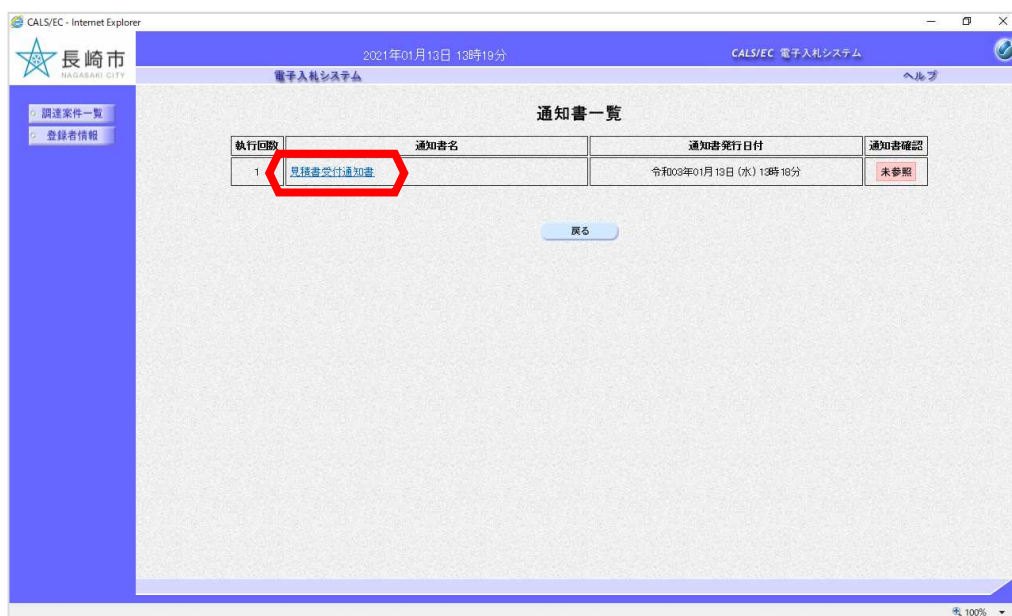 CALS/EC - Internet Explorer
長崎市
NAGASAKI CITY
2021年01月13日 13時19分
CALS/EC 電子入札システム
電子入札システム
ヘルプ
調達案件一覧
登録者情報
通知書一覧
執行回数 通知書名 通知書発行日付 通知書確認
1 見積書受付通知書 令和03年01月13日 (水) 13時18分 未参照
戻る
100%